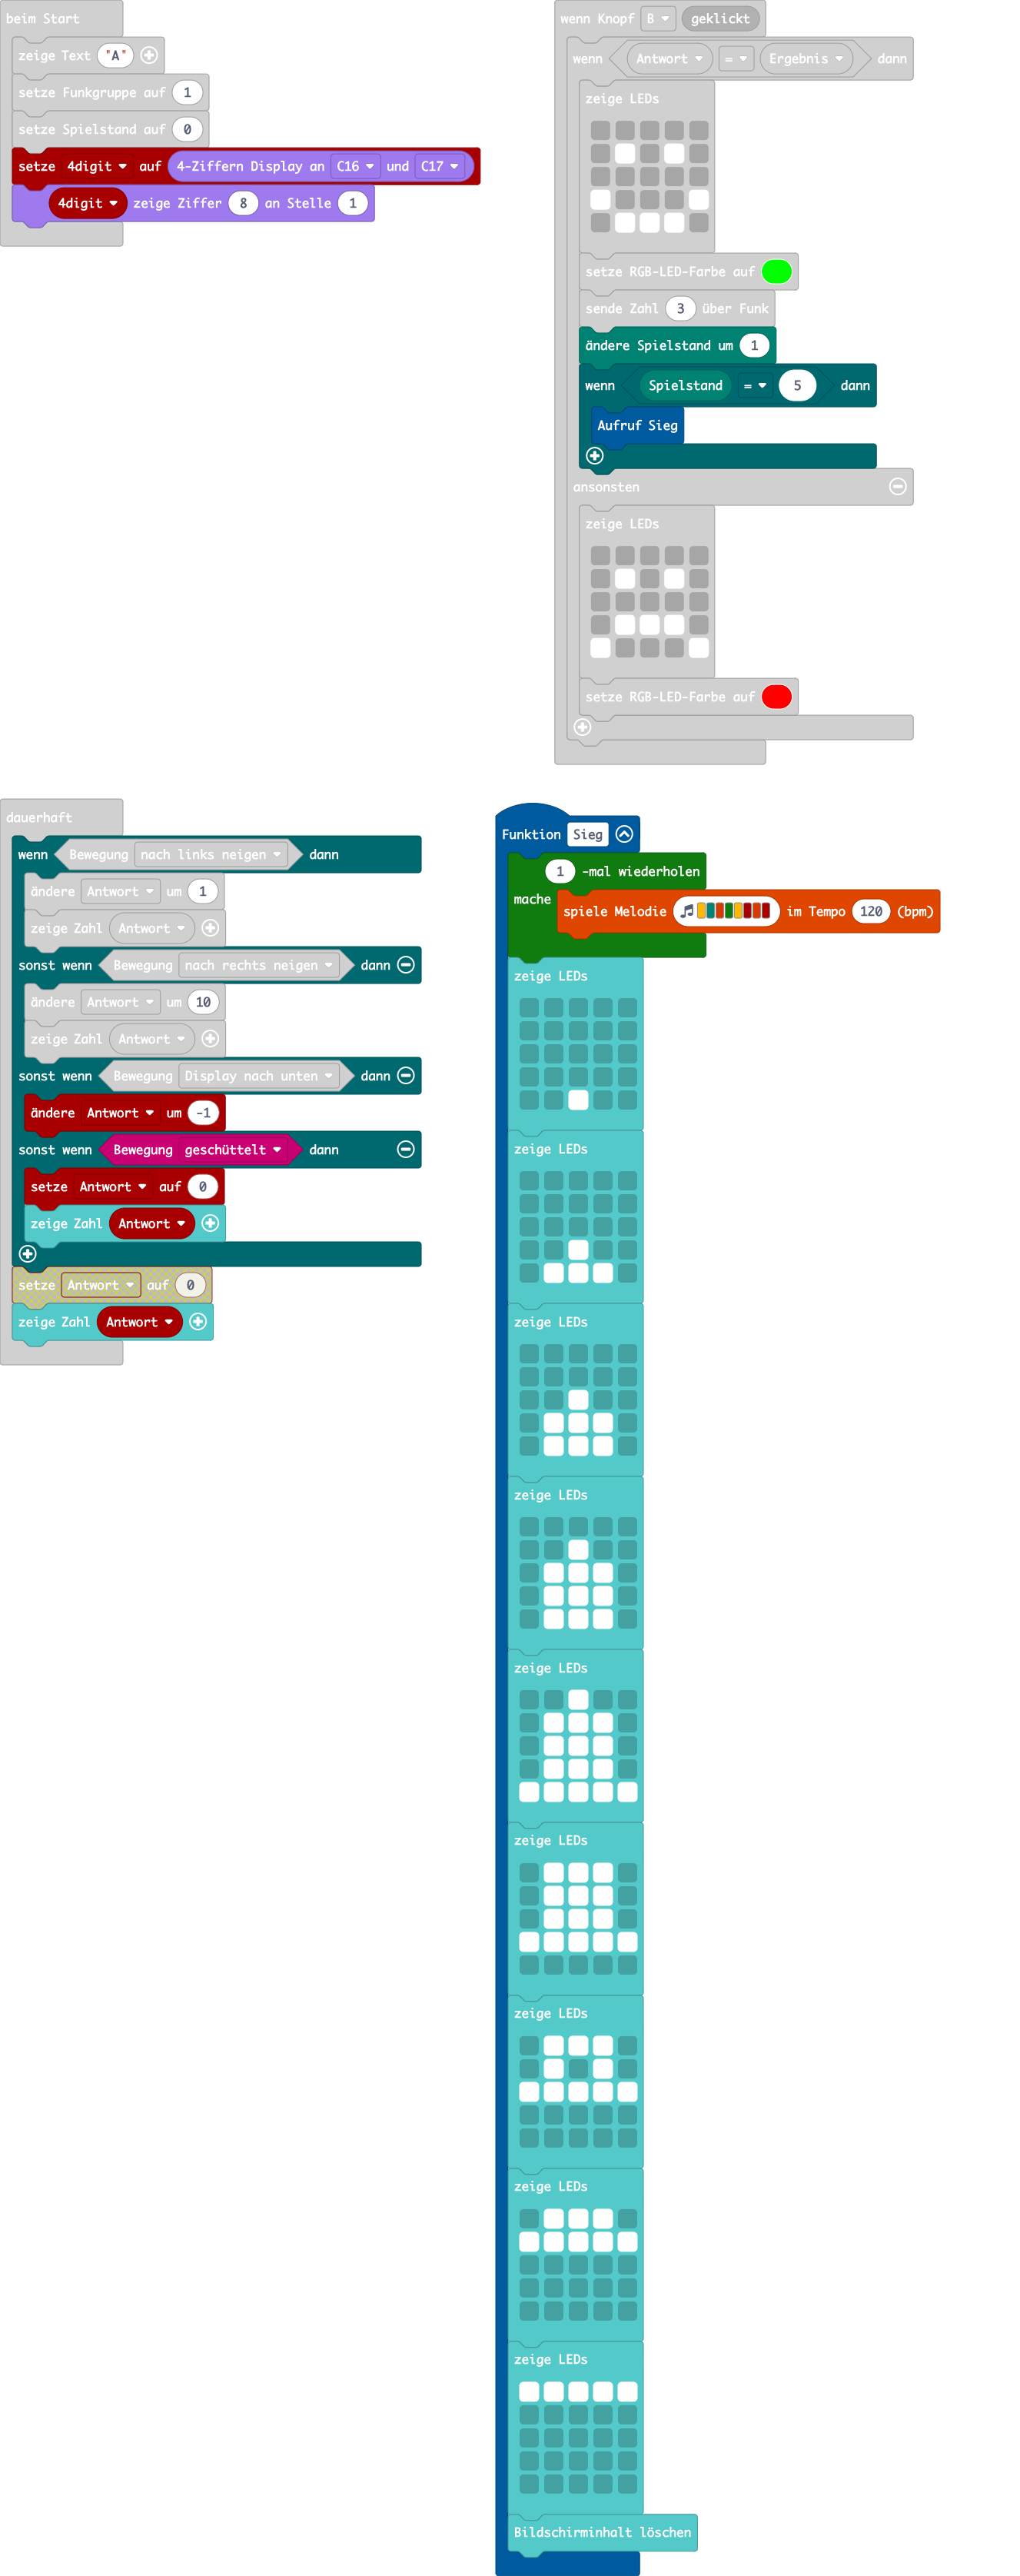 beim Start
zeige Text "A"
setze Funkgruppe auf 1
setze Spielstand auf 0
setze 4digit auf 4-Ziffern Display an C16 und C17
4digit zeige Ziffer 8 an Stelle 1
wenn Knopf B geklickt
wenn Antwort = Ergebnis dann
zeige LEDs
setze RGB-LED-Farbe auf
sende Zahl 3 über Funk
ändere Spielstand um 1
wenn Spielstand = 5 dann
Aufruf Sieg
ansonsten
zeige LEDs
setze RGB-LED-Farbe auf
dauerhaft
wenn Bewegung nach links neigen dann
ändere Antwort um 1
zeige Zahl Antwort
sonst wenn Bewegung nach rechts neigen dann
ändere Antwort um 10
zeige Zahl Antwort
sonst wenn Bewegung Display nach unten dann
ändere Antwort um -1
sonst wenn Bewegung geschüttelt dann
setze Antwort auf 0
zeige Zahl Antwort
setze Antwort auf 0
zeige Zahl Antwort
Funktion Sieg
1 -mal wiederholen
mache spiele Melodie im Tempo 120 (bpm)
zeige LEDs
zeige LEDs
zeige LEDs
zeige LEDs
zeige LEDs
zeige LEDs
zeige LEDs
zeige LEDs
zeige LEDs
Bildschirminhalt löschen